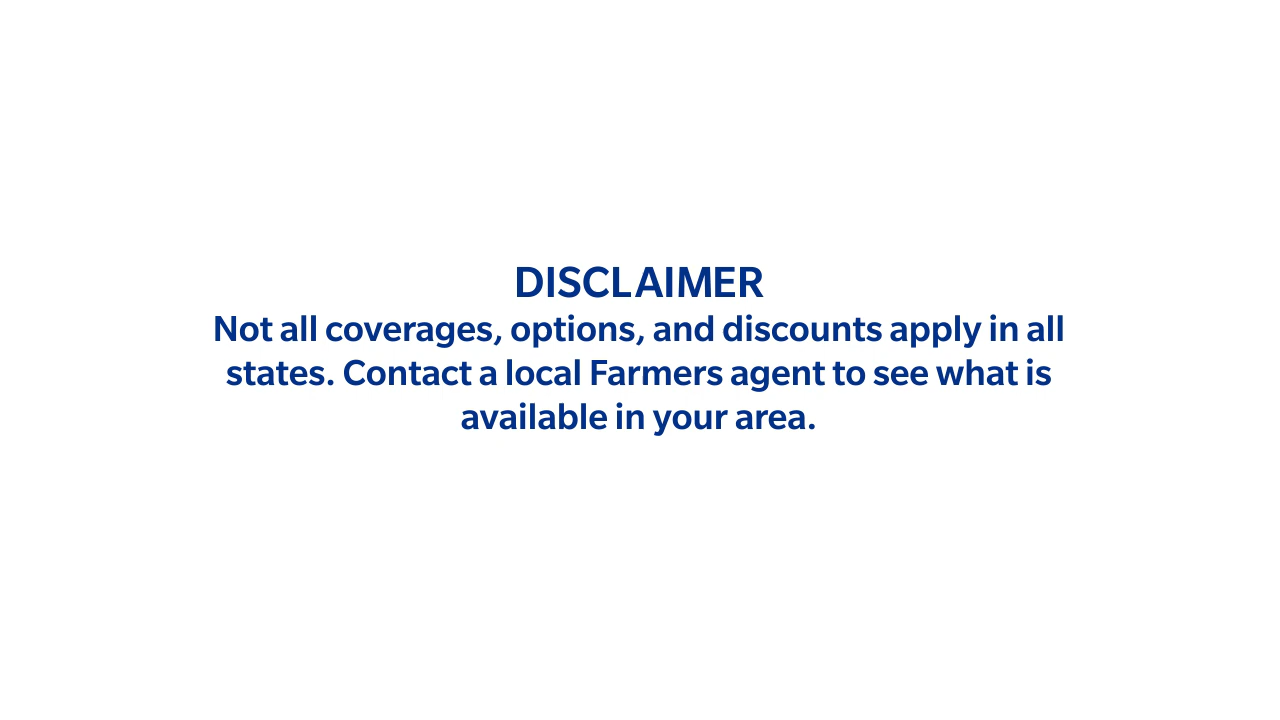 DISCLAIMER
Not all coverages, options, and discounts apply in all
states. Contact a local Farmers agent to see what is
available in your area.